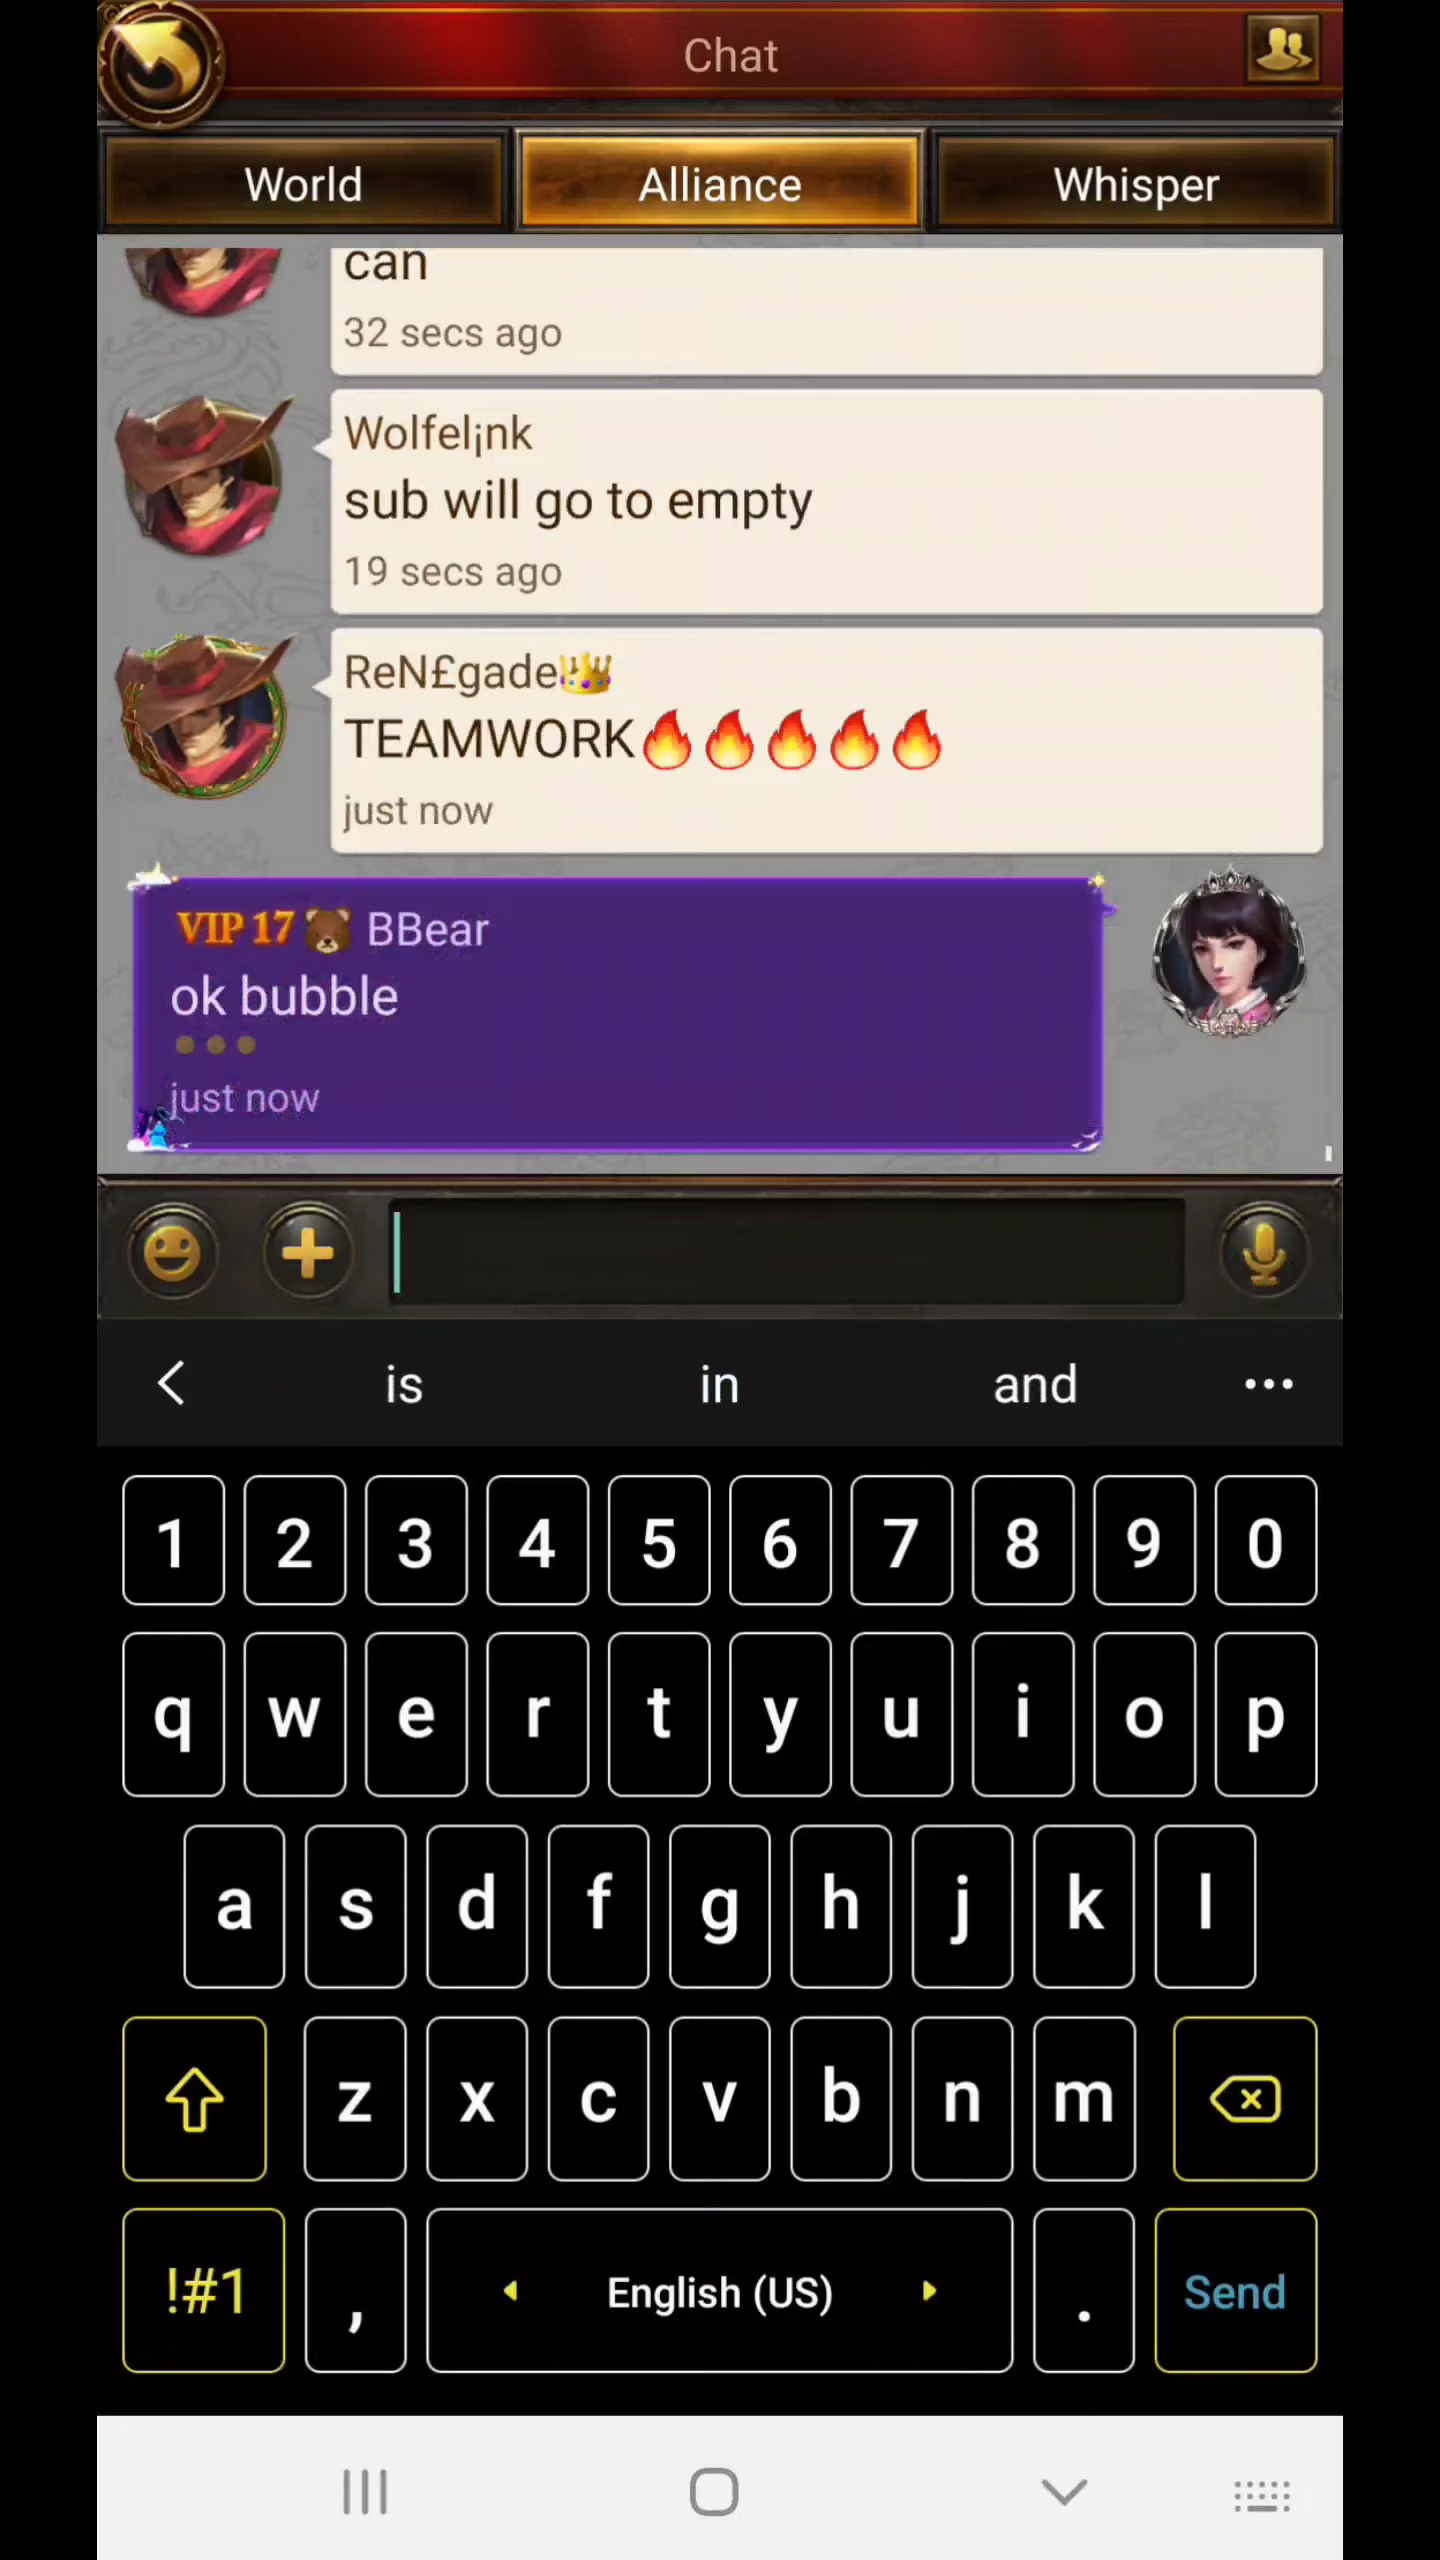 Chat
World
Alliance
Whisper
can
32 secs ago
Wolfel¡nk
sub will go to empty
19 secs ago
ReN£gade👑
TEAMWORK🔥🔥🔥🔥🔥
just now
VIP 17 🐻 BBear
ok bubble
just now
is in and
1 2 3 4 5 6 7 8 9 0
q w e r t y u i o p
a s d f g h j k l
z x c v b n m
!#1 , English (US) . Send